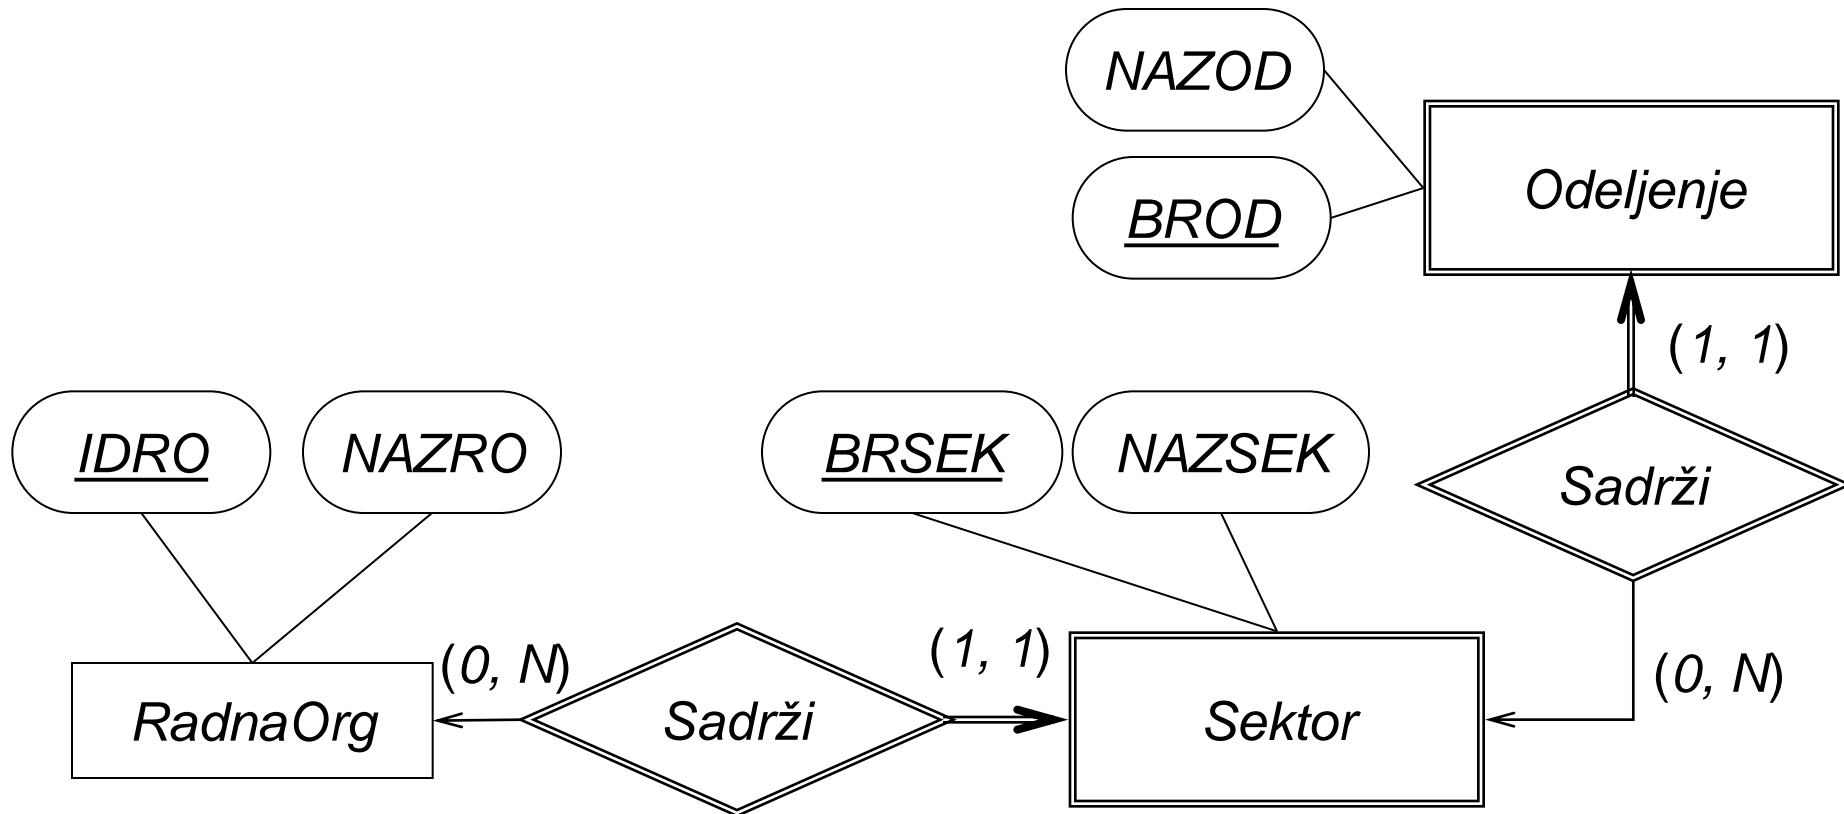 NAZOD
Odeljenje
BROD
(1, 1)
IDRO
NAZRO
BRSEK
NAZSEK
Sadrži
(0, N)
(1, 1)
(0, N)
RadnaOrg
Sadrži
Sektor